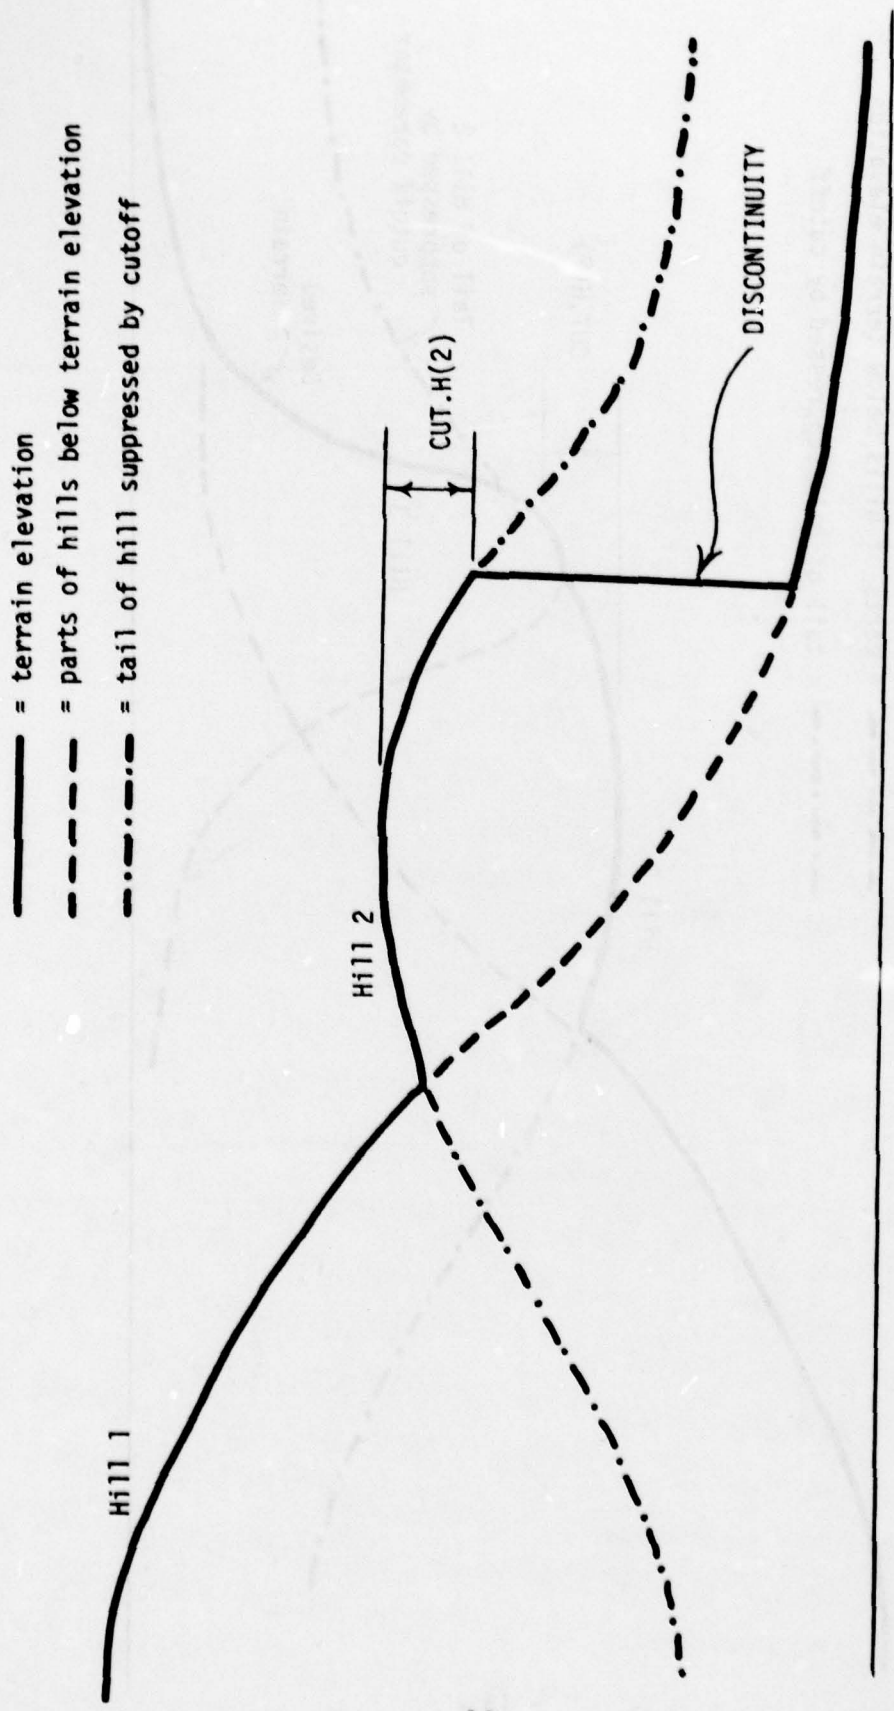 = terrain elevation
= parts of hills below terrain elevation
= tail of hill suppressed by cutoff
Hill 1
Hill 2
CUT.H(2)
DISCONTINUITY